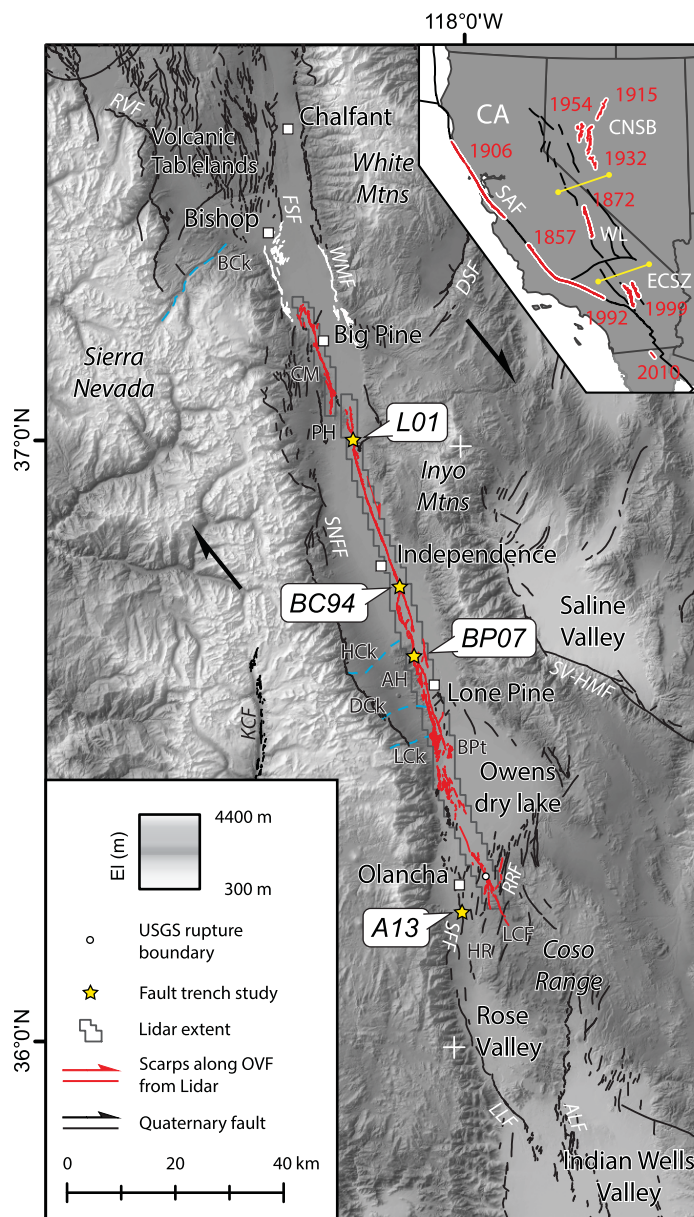 118°0'W
RVF
Volcanic
Tablelands
Chalfant
White
Mtns
FSF
Bishop
WMF
BCk
DSF
Big Pine
Sierra
Nevada
CM
PH
L01
37°0'N
Inyo
Mtns
SNFF
Independence
BC94
BP07
Saline
Valley
HCk
SV-HMF
AH
Lone Pine
DCk
KCF
LCk
BPt
Owens
dry lake
Olancha
RRF
A13
SFF
LCF
HR
Coso
Range
Rose
Valley
36°0'N
LLF
ALF
Indian Wells
Valley
CA
1954
1915
CNSB
1906
1932
SAF
1872
1857
WL
ECSZ
1992
1999
2010
El (m)
4400 m
300 m
USGS rupture
boundary
Fault trench study
Lidar extent
Scarps along OVF
from Lidar
Quaternary fault
0 20 40 km